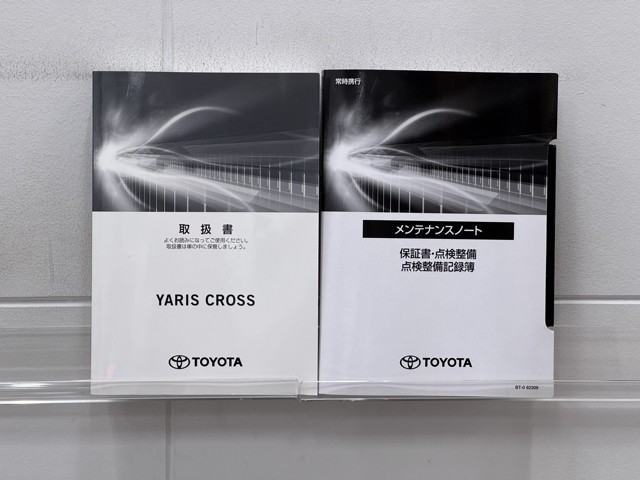 取扱書
よくお読みになってご使用ください。
取扱書は車の中に保管しましょう。
YARIS CROSS
TOYOTA
常時携行
メンテナンスノート
保証書・点検整備
点検整備記録簿
TOYOTA
BT-0 62309